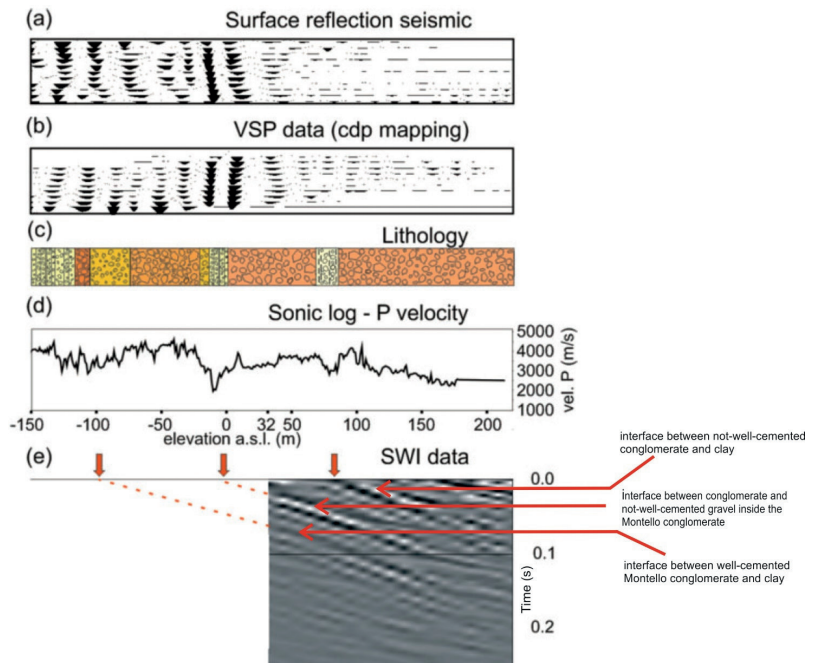 (a) Surface reflection seismic
(b) VSP data (cdp mapping)
(c) Lithology
(d) Sonic log - P velocity
5000
4000
3000
2000
1000
vel. P (m/s)
-150 -100 -50 0 32 50 100 150 200
elevation a.s.l. (m)
(e) SWI data
0.0
0.1
0.2
Time (s)
interface between not-well-cemented
conglomerate and clay
interface between conglomerate and
not-well-cemented gravel inside the
Montello conglomerate
interface between well-cemented
Montello conglomerate and clay